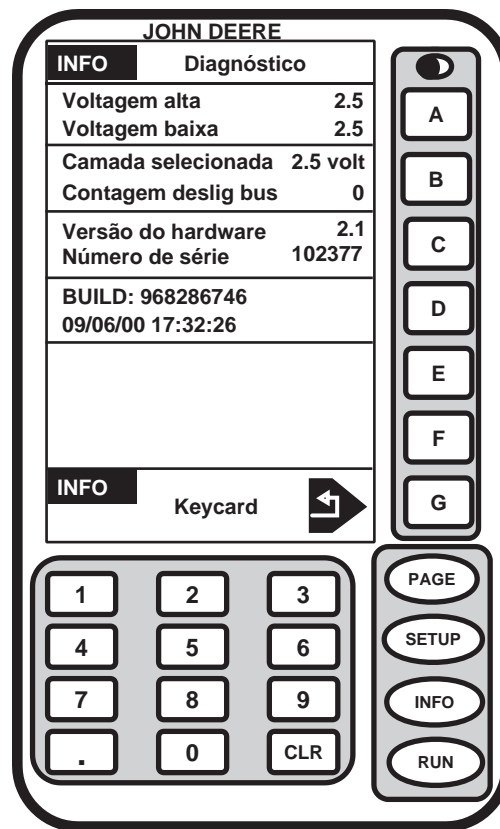 JOHN DEERE
INFO Diagnóstico
Voltagem alta 2.5
Voltagem baixa 2.5
Camada selecionada 2.5 volt
Contagem deslig bus 0
Versão do hardware 2.1
Número de série 102377
BUILD: 968286746
09/06/00 17:32:26
INFO
Keycard
A
B
C
D
E
F
G
1 2 3
4 5 6
7 8 9
. 0 CLR
PAGE
SETUP
INFO
RUN